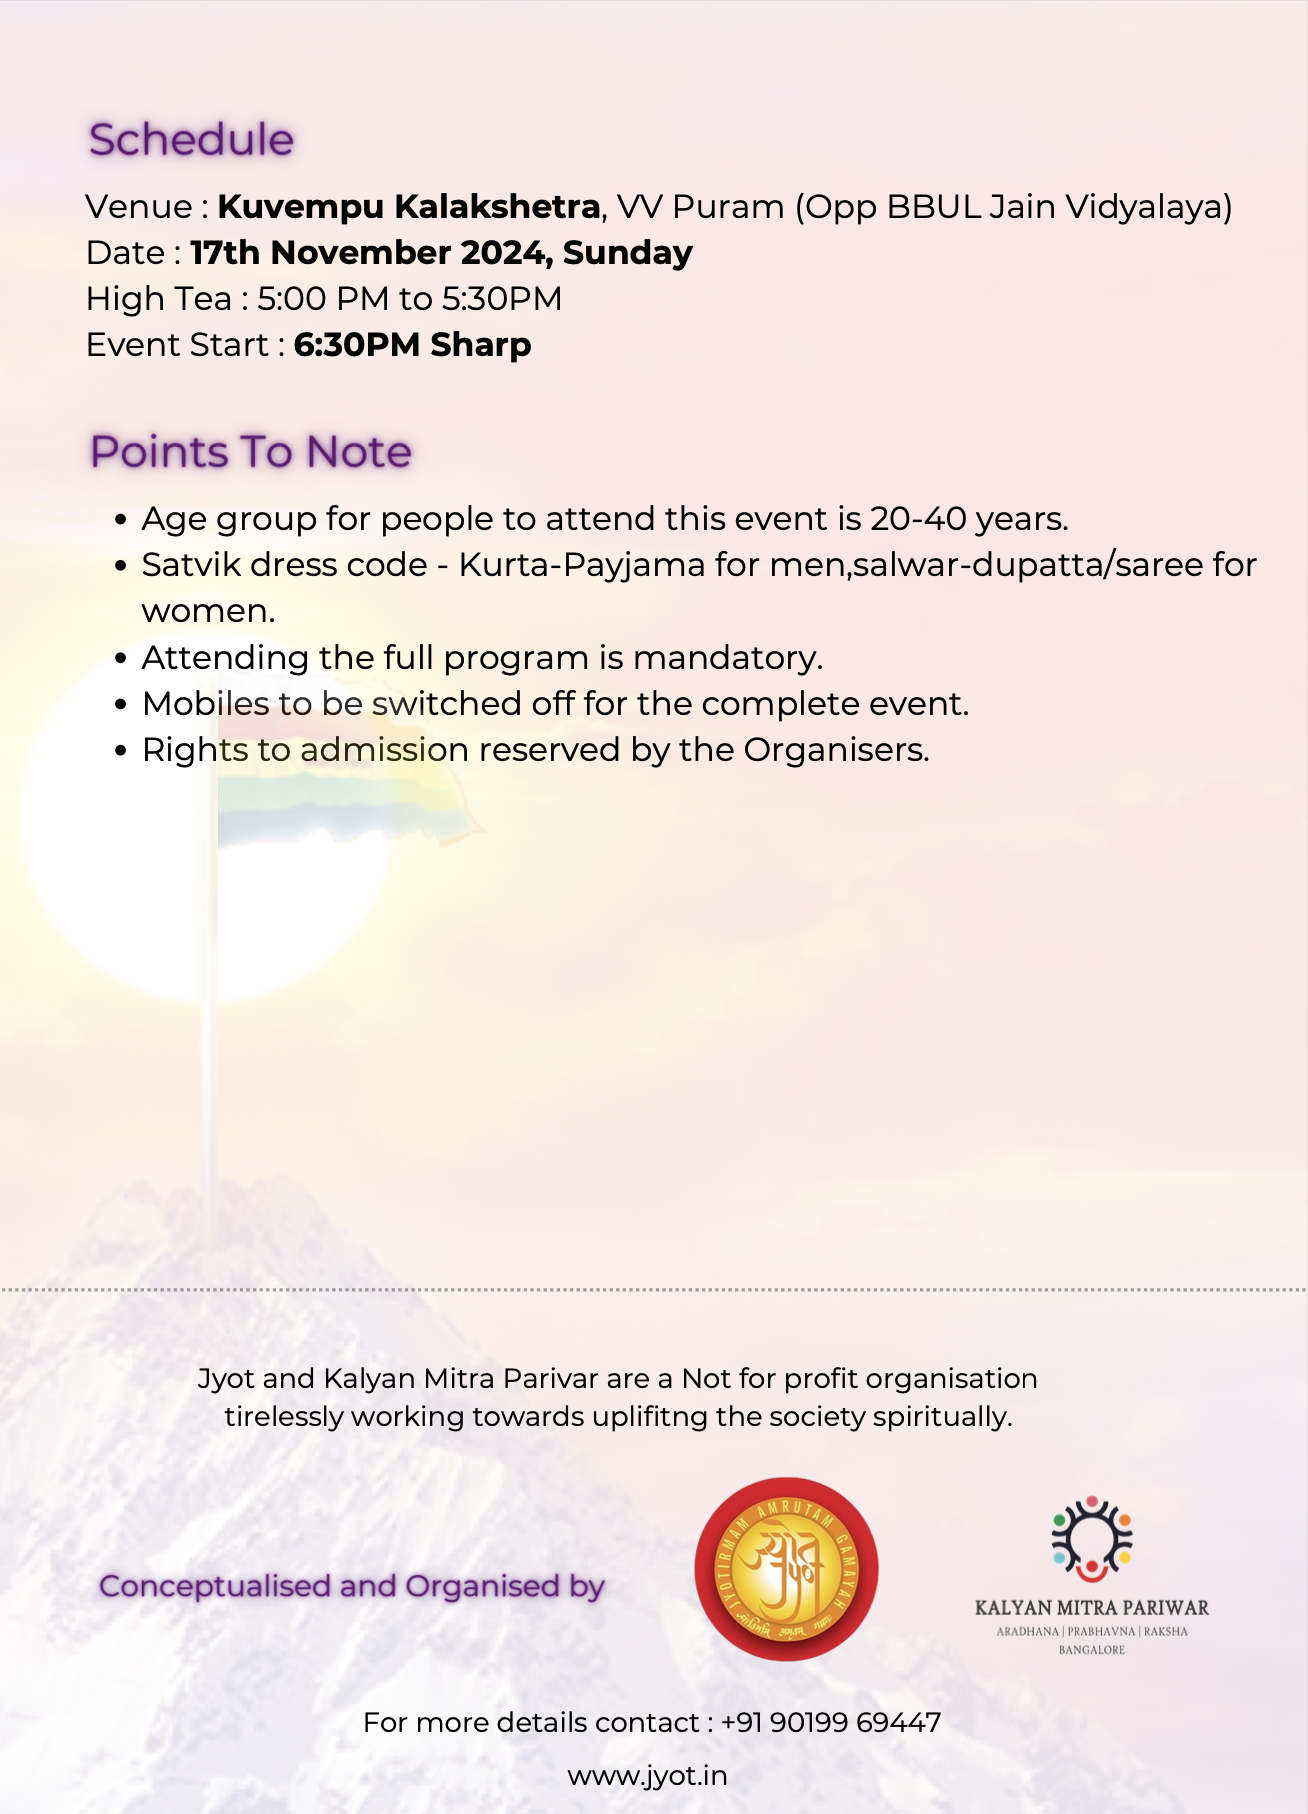 Schedule
Venue : Kuvempu Kalakshetra, VV Puram (Opp BBUL Jain Vidyalaya)
Date : 17th November 2024, Sunday
High Tea : 5:00 PM to 5:30PM
Event Start : 6:30PM Sharp
Points To Note
• Age group for people to attend this event is 20-40 years.
• Satvik dress code - Kurta-Payjama for men,salwar-dupatta/saree for
women.
• Attending the full program is mandatory.
• Mobiles to be switched off for the complete event.
• Rights to admission reserved by the Organisers.
Jyot and Kalyan Mitra Parivar are a Not for profit organisation
tirelessly working towards uplifitng the society spiritually.
Conceptualised and Organised by
JYOTIRMAM AMRUTAM GAMAYAH
ज्योत
Jyot
KALYAN MITRA PARIWAR
ARADHANA | PRABHAVNA | RAKSHA
BANGALORE
For more details contact : +91 90199 69447
www.jyot.in